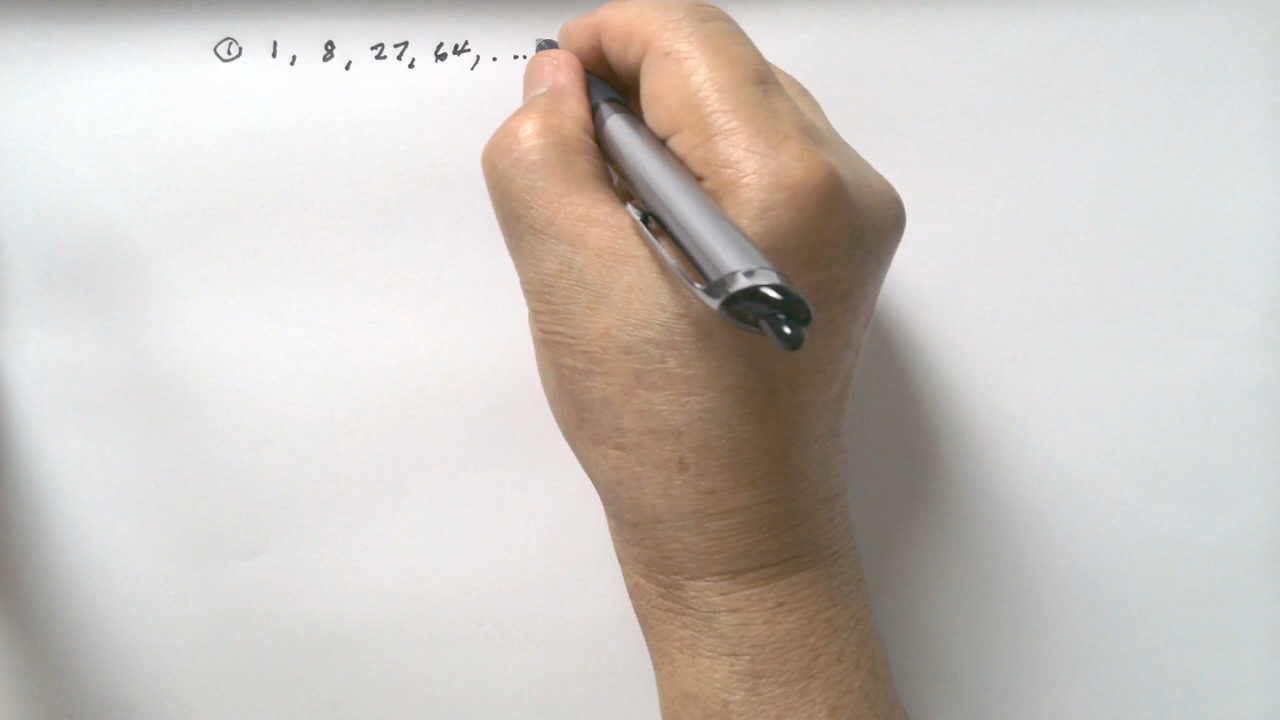 ① 1, 8, 27, 64, ...